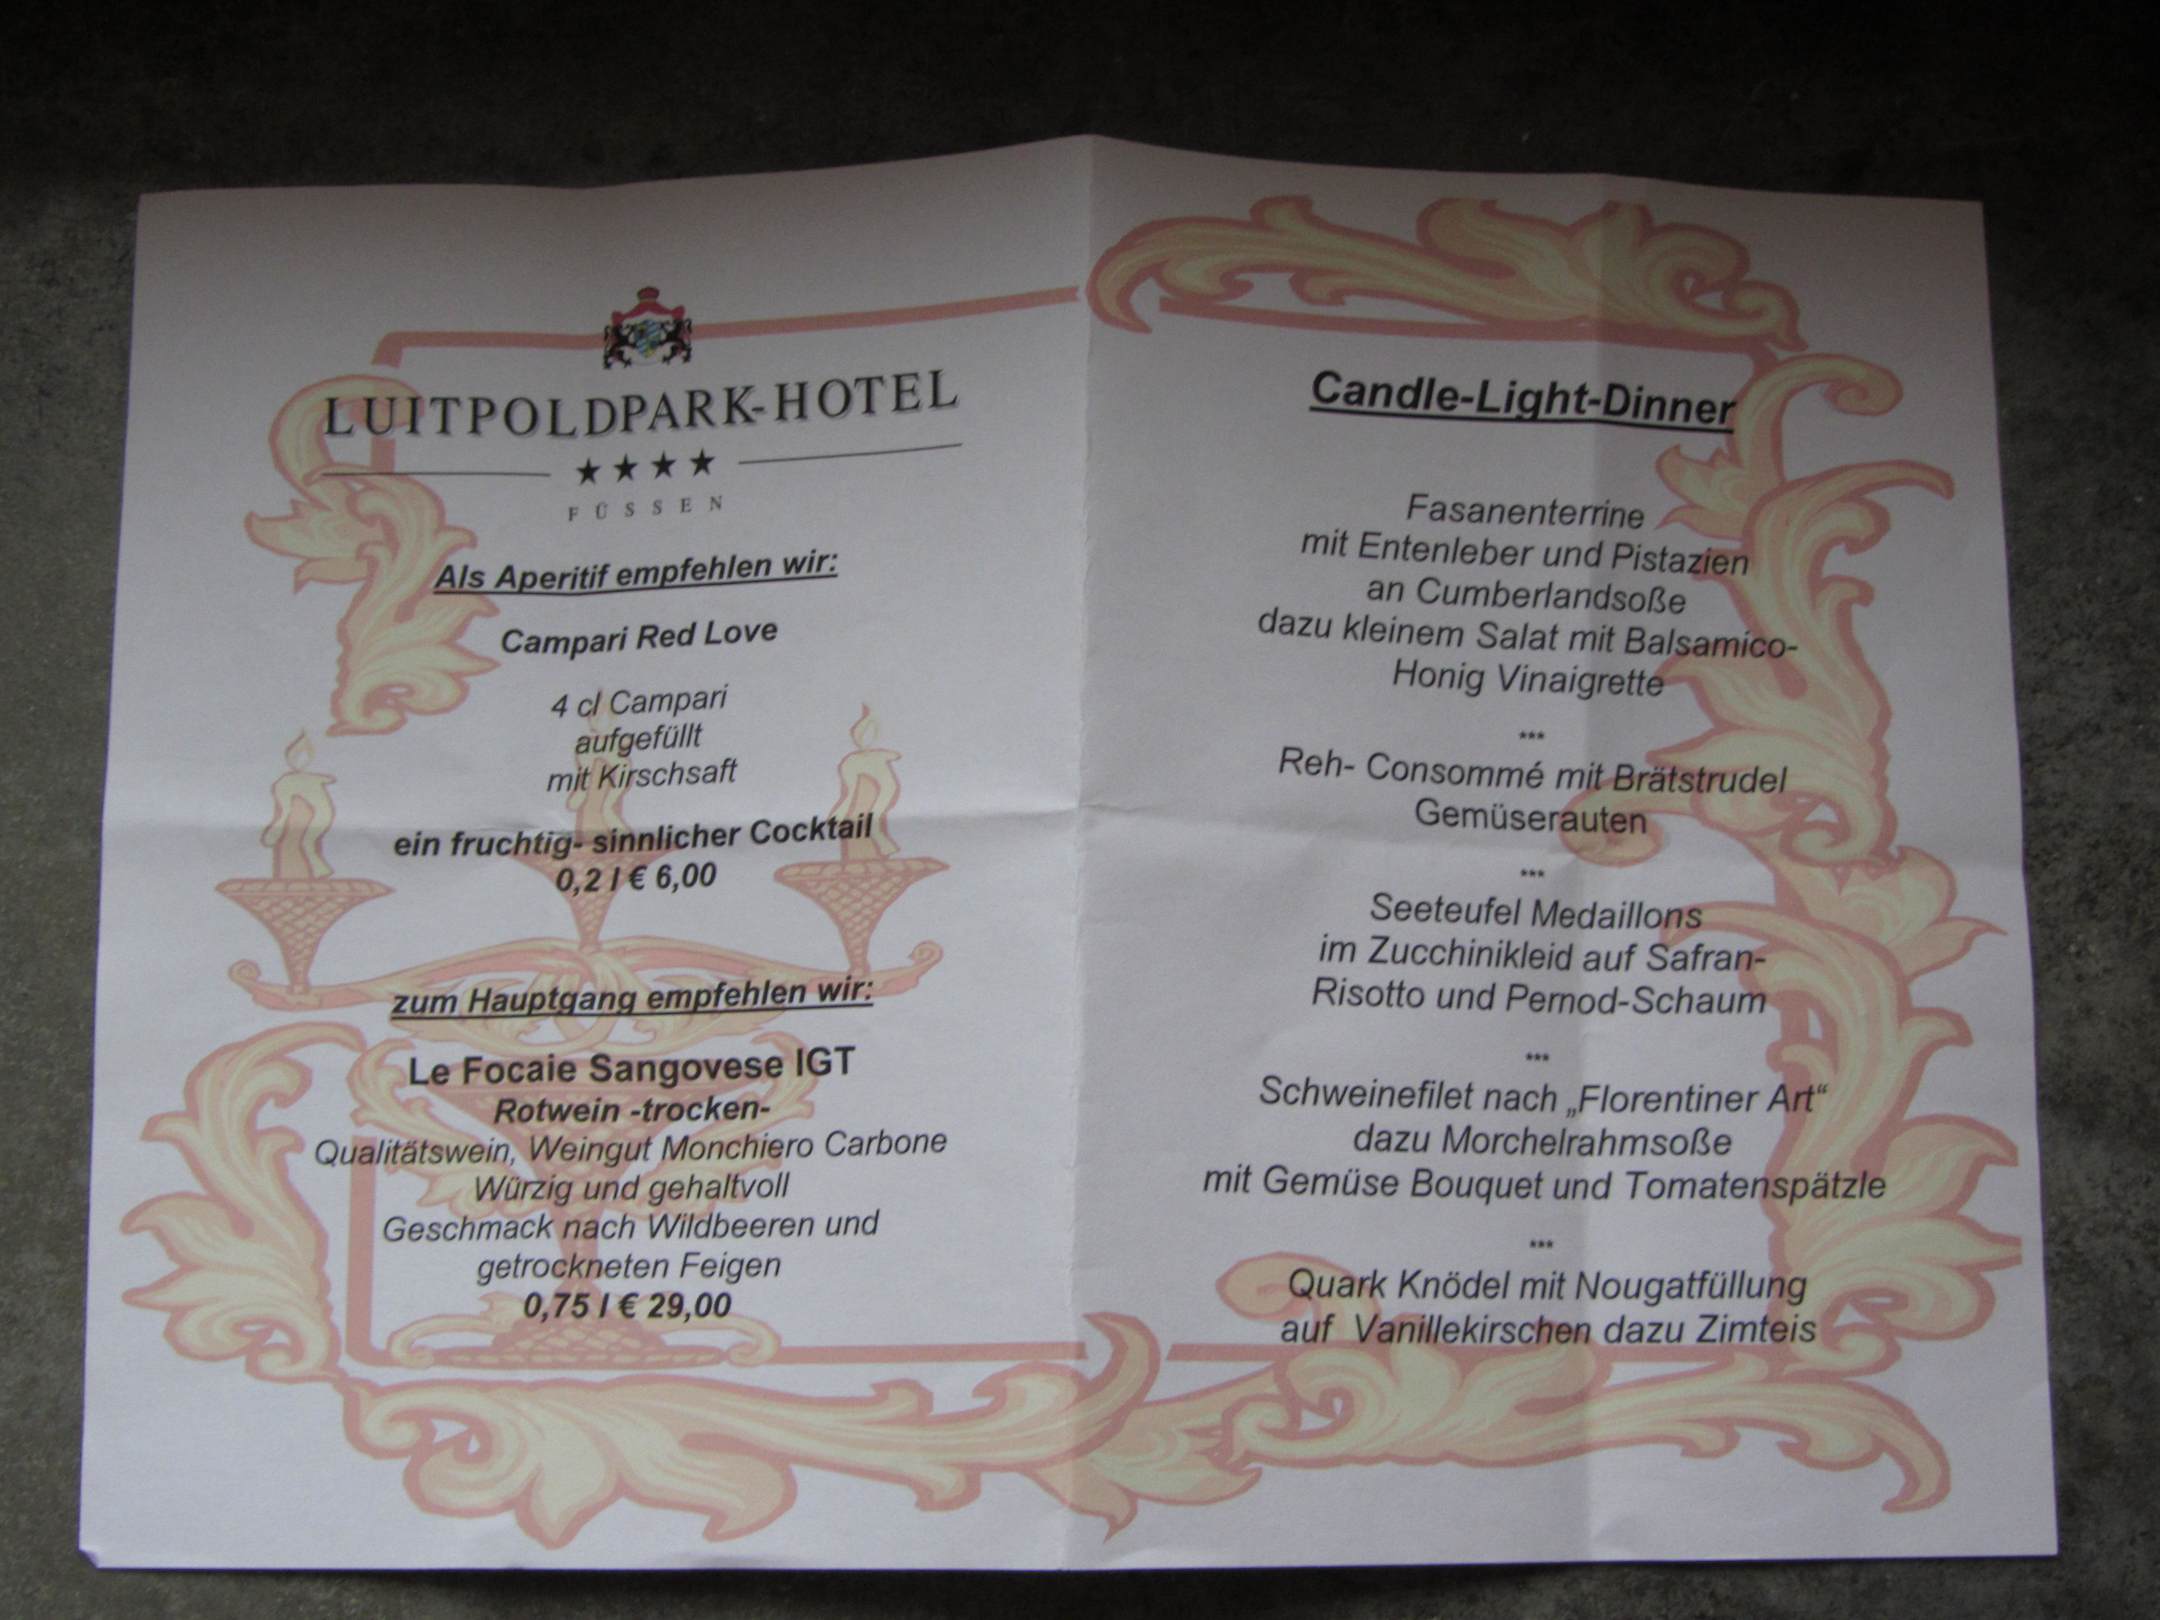 LUITPOLDPARK-HOTEL
★★★★
FÜSSEN
Als Aperitif empfehlen wir:
Campari Red Love
4 cl Campari
aufgefüllt
mit Kirschsaft
ein fruchtig- sinnlicher Cocktail
0,2 l € 6,00
zum Hauptgang empfehlen wir:
Le Focaie Sangovese IGT
Rotwein -trocken-
Qualitätswein, Weingut Monchiero Carbone
Würzig und gehaltvoll
Geschmack nach Wildbeeren und
getrockneten Feigen
0,75 l € 29,00
Candle-Light-Dinner
Fasanenterrine
mit Entenleber und Pistazien
an Cumberlandsoße
dazu kleinem Salat mit Balsamico-
Honig Vinaigrette
***
Reh- Consommé mit Brätstrudel
Gemüserauten
***
Seeteufel Medaillons
im Zucchinikleid auf Safran-
Risotto und Pernod-Schaum
***
Schweinefilet nach „Florentiner Art“
dazu Morchelrahmsoße
mit Gemüse Bouquet und Tomatenspätzle
***
Quark Knödel mit Nougatfüllung
auf Vanillekirschen dazu Zimteis